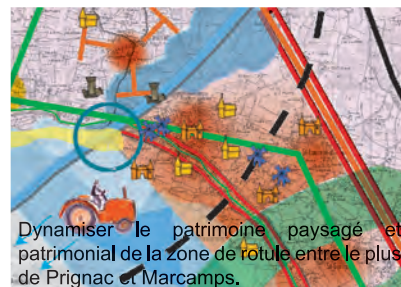 Dynamiser le patrimoine paysagé et
patrimonial de la zone de rotule entre le plus
de Prignac et Marcamps.